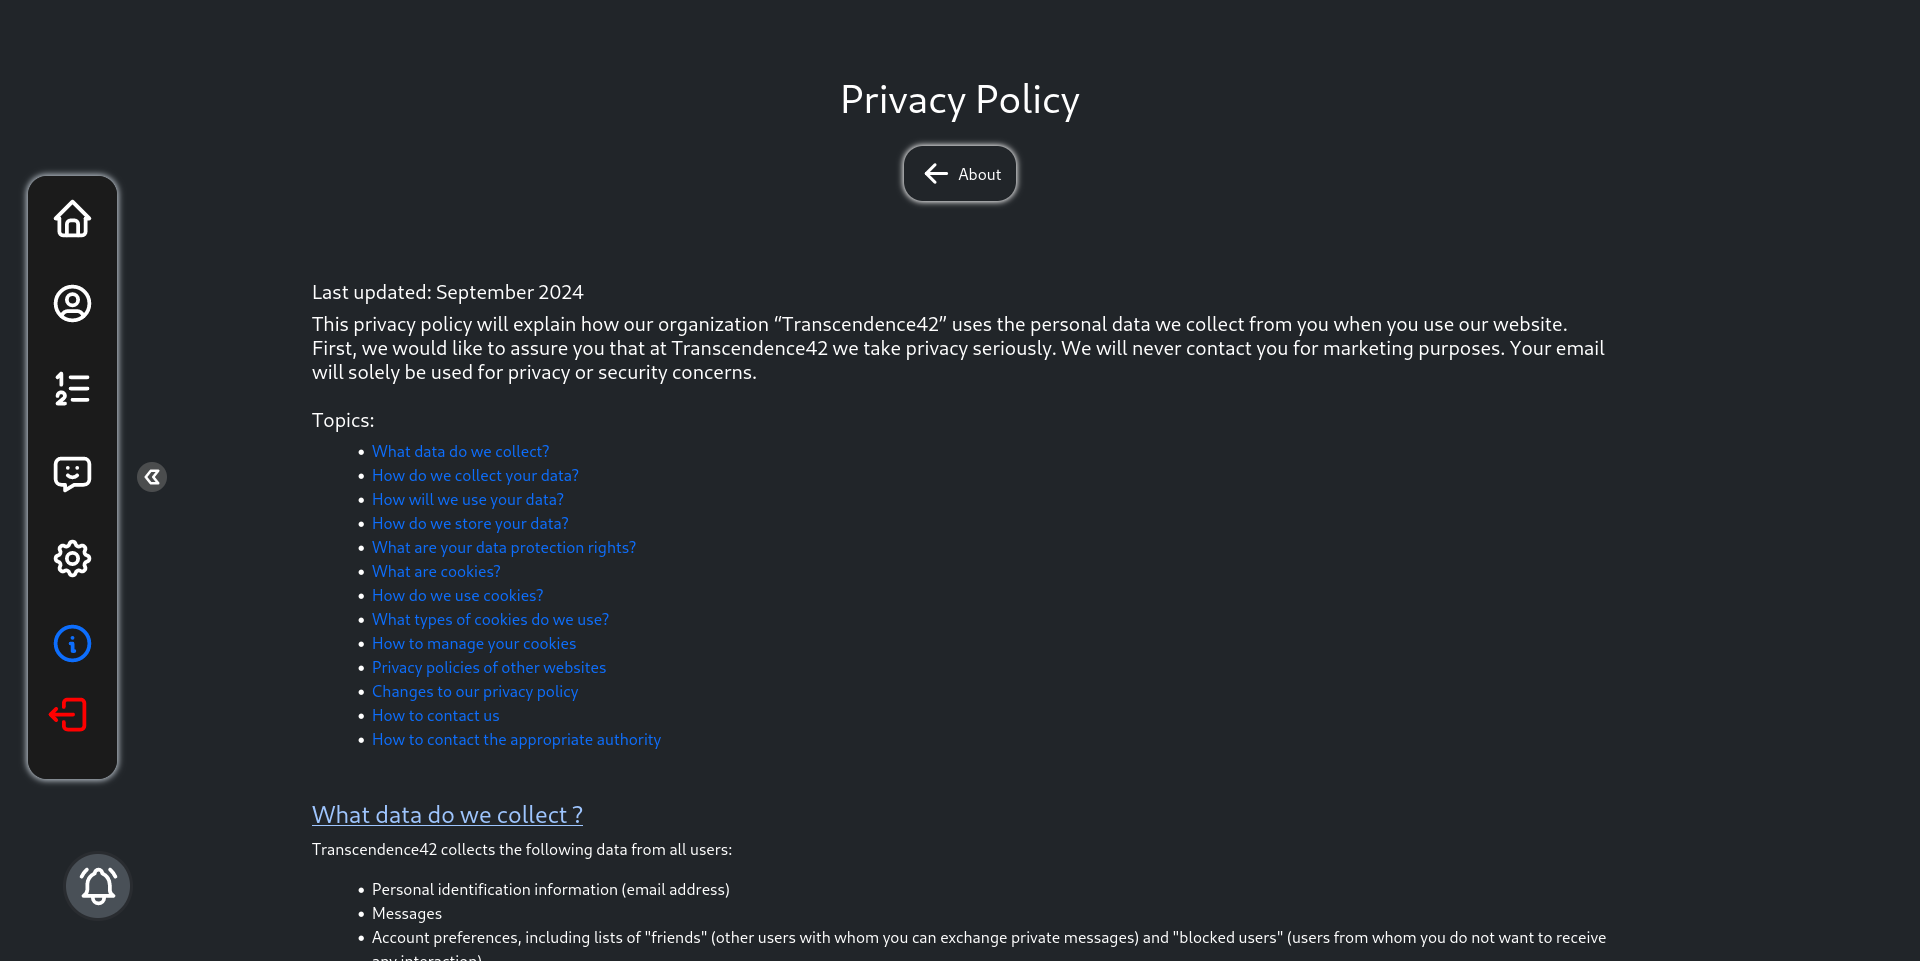 Privacy Policy
About
Last updated: September 2024
This privacy policy will explain how our organization “Transcendence42” uses the personal data we collect from you when you use our website.
First, we would like to assure you that at Transcendence42 we take privacy seriously. We will never contact you for marketing purposes. Your email
will solely be used for privacy or security concerns.
Topics:
• What data do we collect?
• How do we collect your data?
• How will we use your data?
• How do we store your data?
• What are your data protection rights?
• What are cookies?
• How do we use cookies?
• What types of cookies do we use?
• How to manage your cookies
• Privacy policies of other websites
• Changes to our privacy policy
• How to contact us
• How to contact the appropriate authority
What data do we collect ?
Transcendence42 collects the following data from all users:
• Personal identification information (email address)
• Messages
• Account preferences, including lists of "friends" (other users with whom you can exchange private messages) and "blocked users" (users from whom you do not want to receive
any interaction)